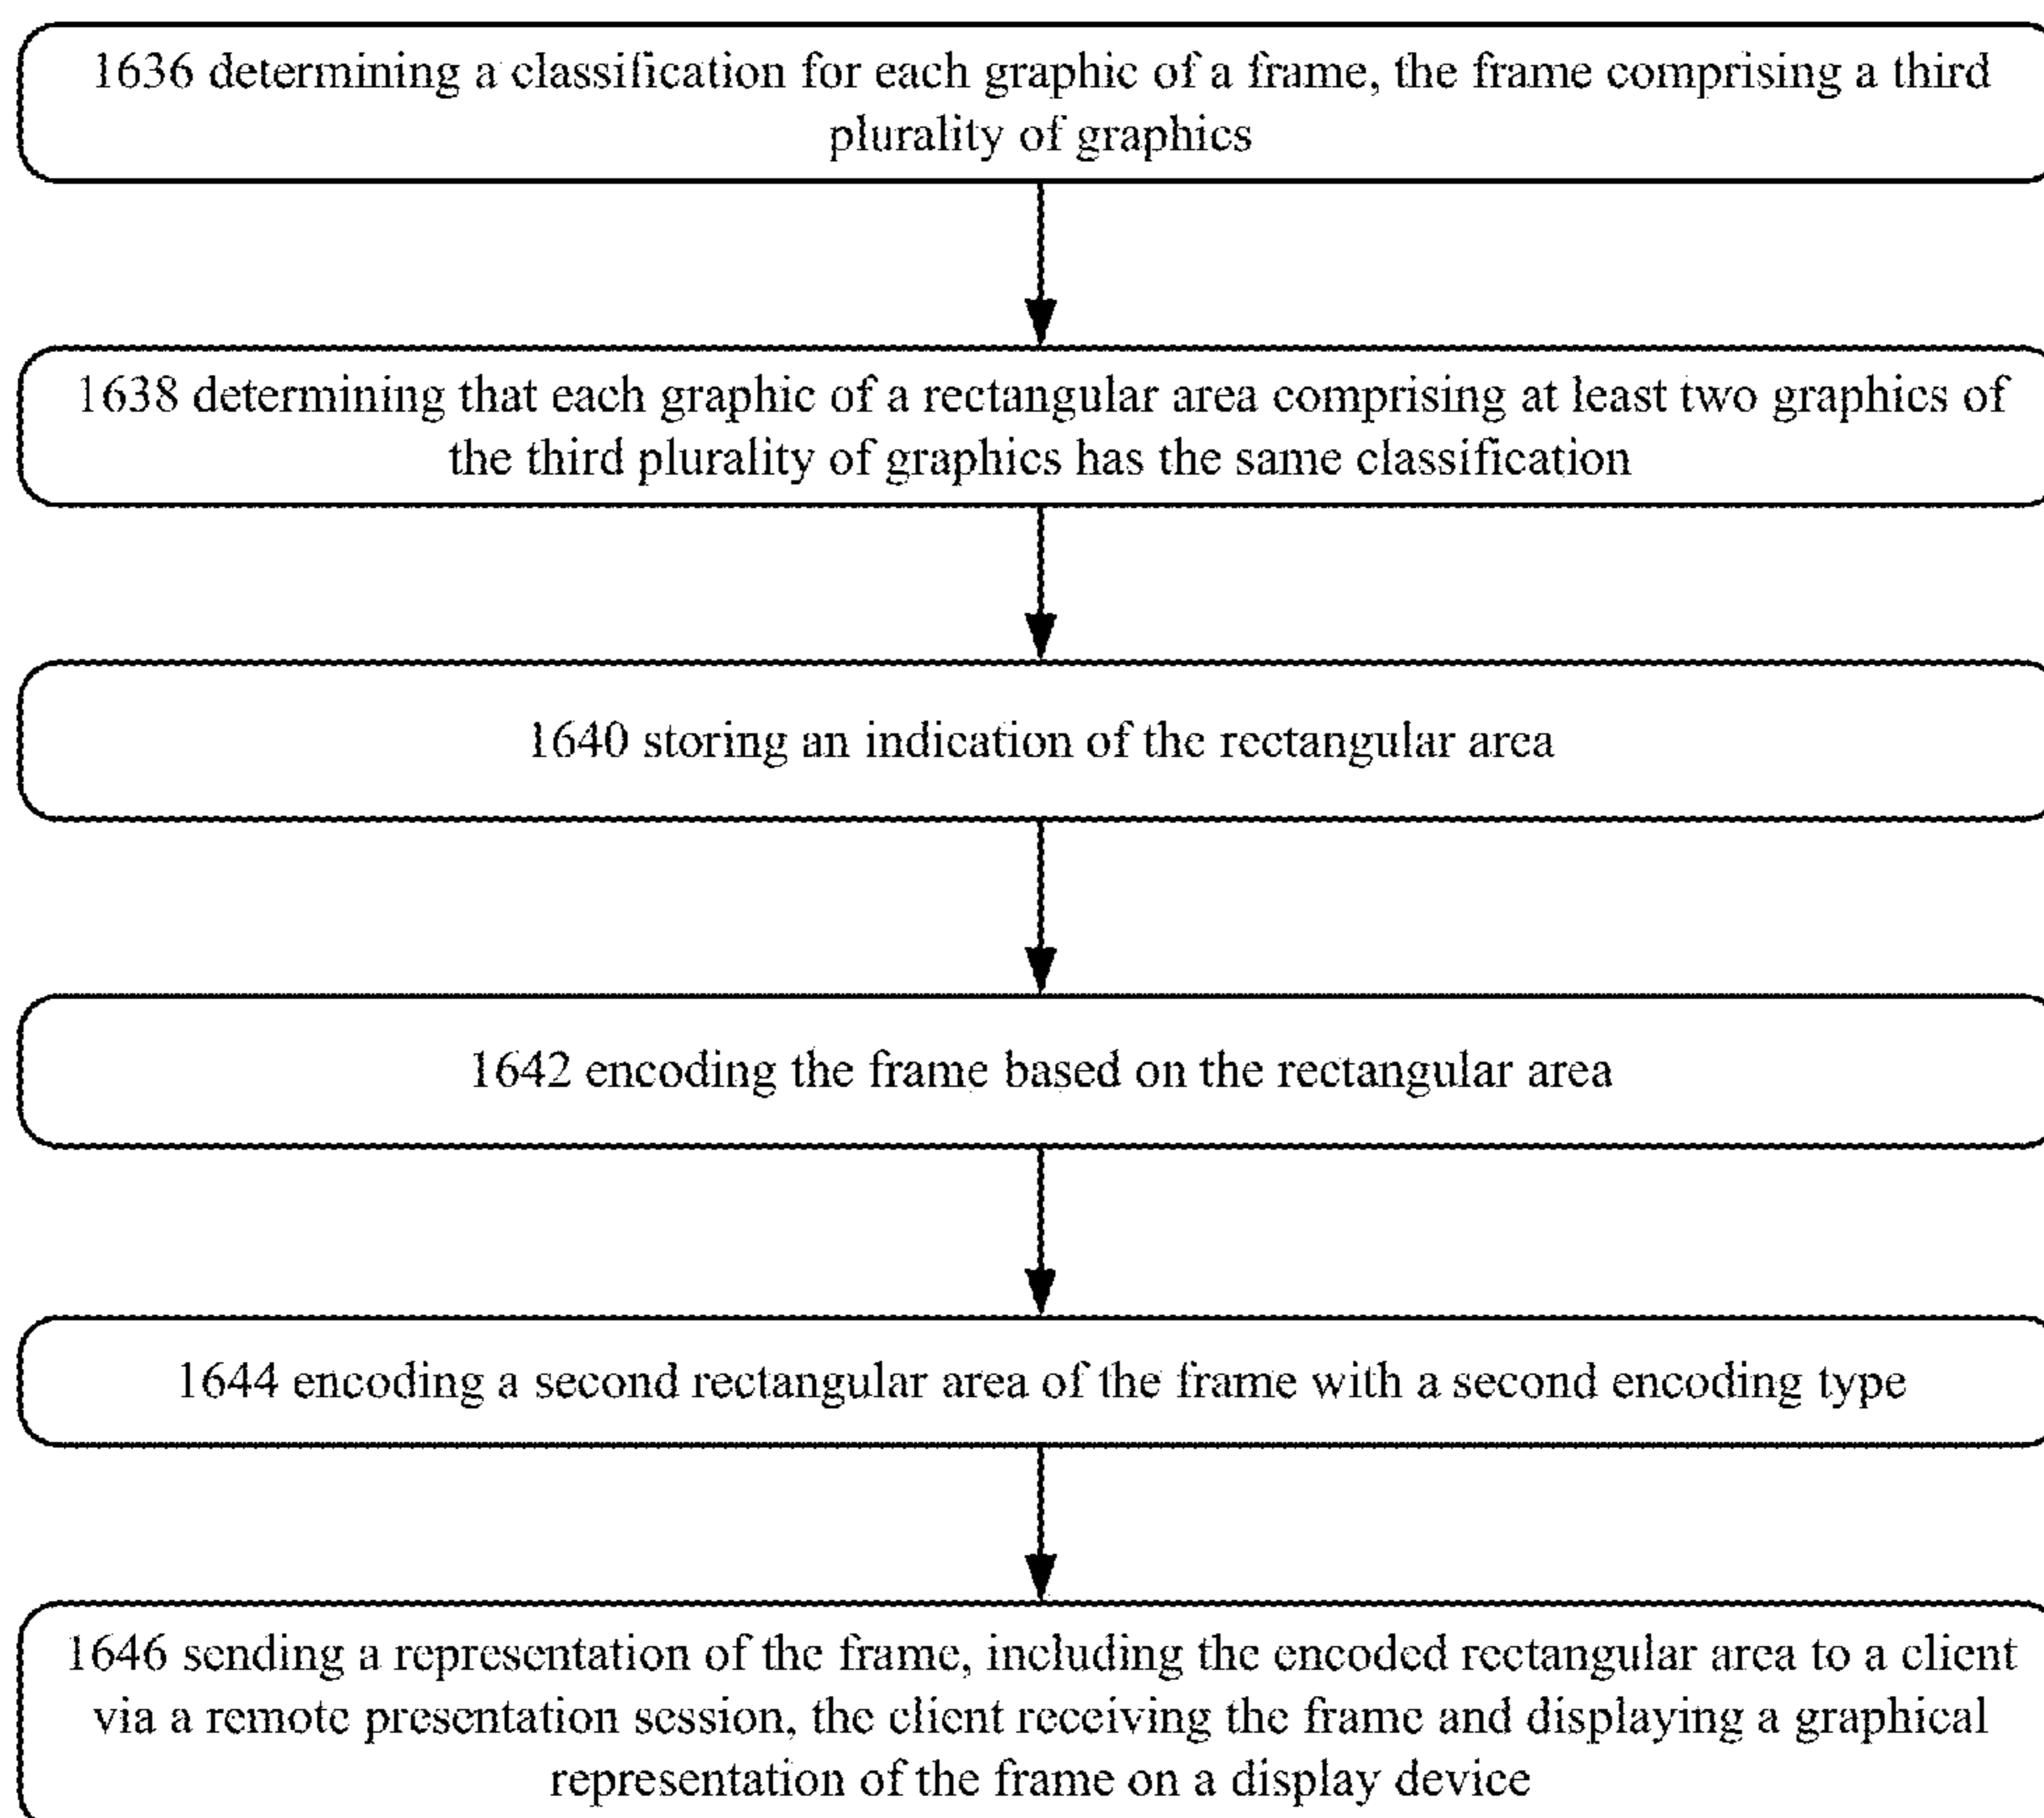 1636 determining a classification for each graphic of a frame, the frame comprising a third
plurality of graphics
1638 determining that each graphic of a rectangular area comprising at least two graphics of
the third plurality of graphics has the same classification
1640 storing an indication of the rectangular area
1642 encoding the frame based on the rectangular area
1644 encoding a second rectangular area of the frame with a second encoding type
1646 sending a representation of the frame, including the encoded rectangular area to a client
via a remote presentation session, the client receiving the frame and displaying a graphical
representation of the frame on a display device